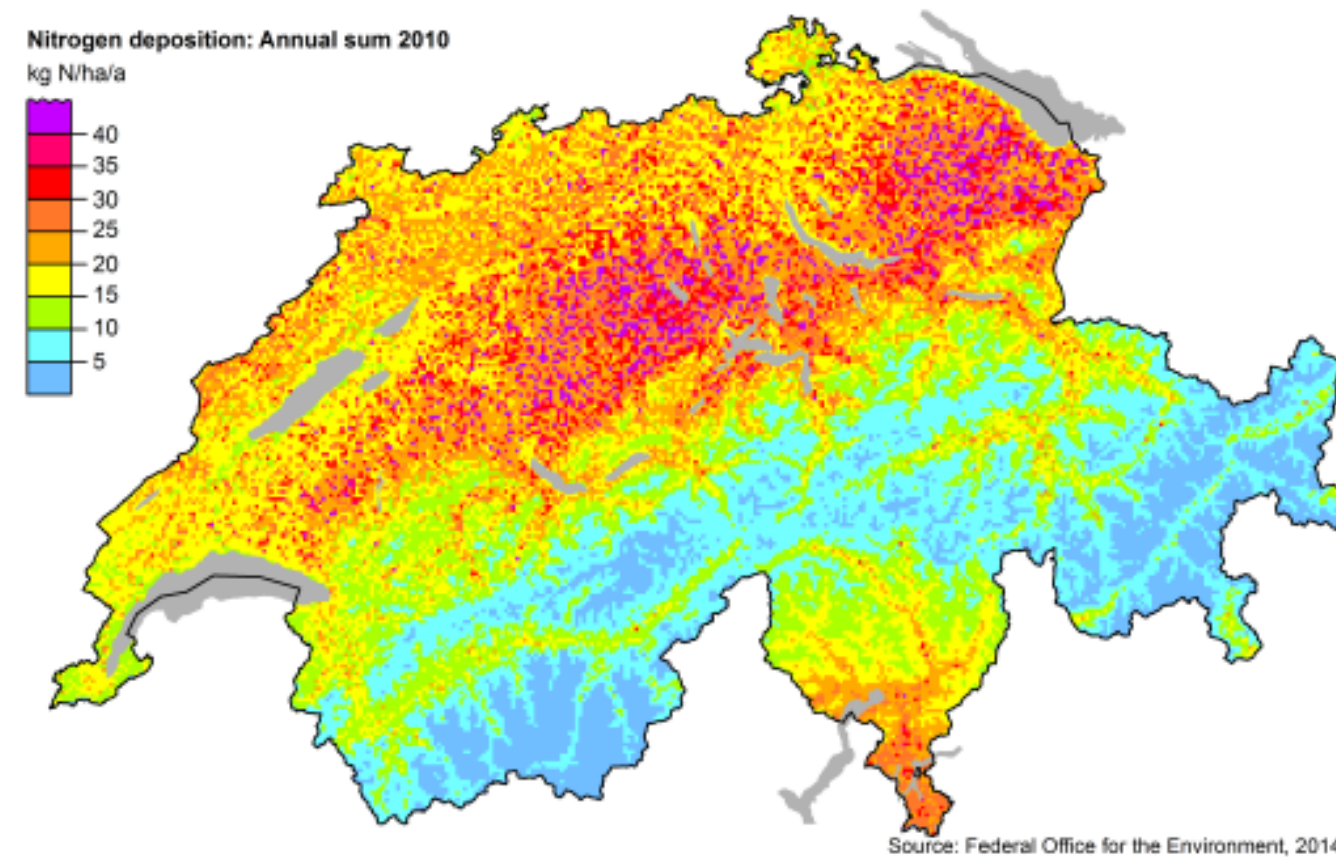 Nitrogen deposition: Annual sum 2010
kg N/ha/a
40
35
30
25
20
15
10
5
Source: Federal Office for the Environment, 2014